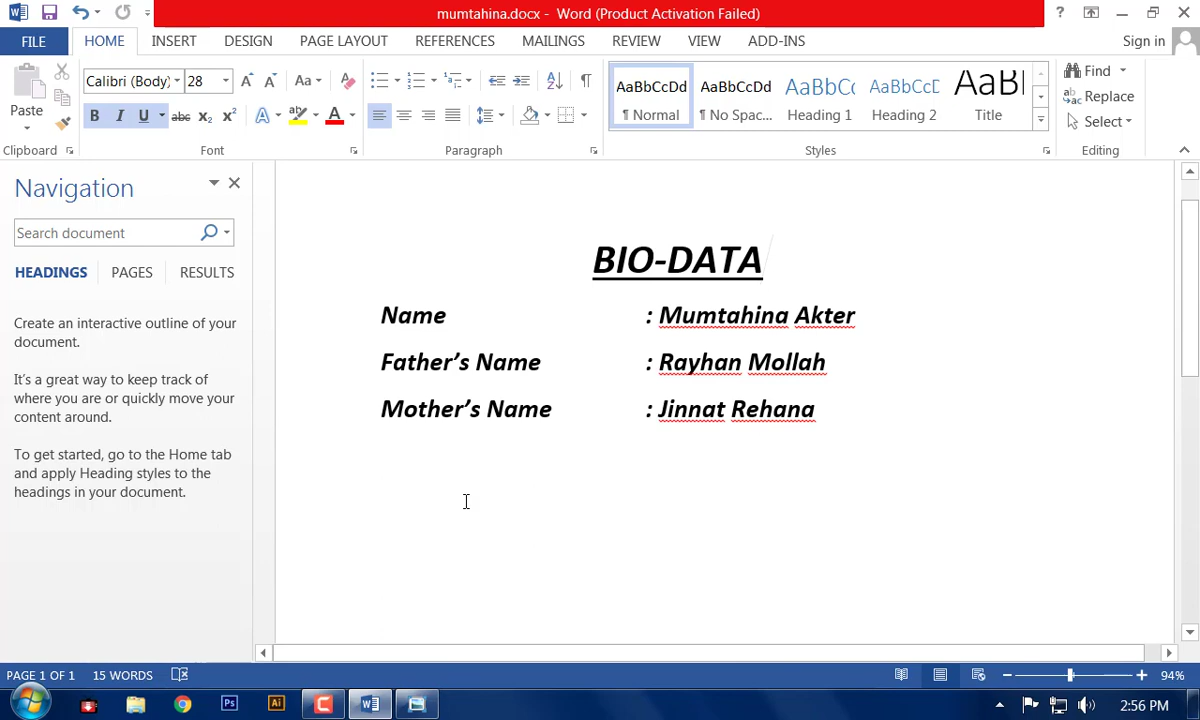 mumtahina.docx - Word (Product Activation Failed)
FILE HOME INSERT DESIGN PAGE LAYOUT REFERENCES MAILINGS REVIEW VIEW ADD-INS Sign in
Calibri (Body) 28 Aa
Paste
B I U abc x₂ x² A A
AaBbCcDd AaBbCcDd AaBbCc AaBbCcD AaBl
¶ Normal ¶ No Spac... Heading 1 Heading 2 Title
Find
Replace
Select
Clipboard Font Paragraph Styles Editing
Navigation
Search document
HEADINGS PAGES RESULTS
Create an interactive outline of your
document.
It's a great way to keep track of
where you are or quickly move your
content around.
To get started, go to the Home tab
and apply Heading styles to the
headings in your document.
BIO-DATA
Name : Mumtahina Akter
Father’s Name : Rayhan Mollah
Mother’s Name : Jinnat Rehana
PAGE 1 OF 1 15 WORDS 94%
2:56 PM